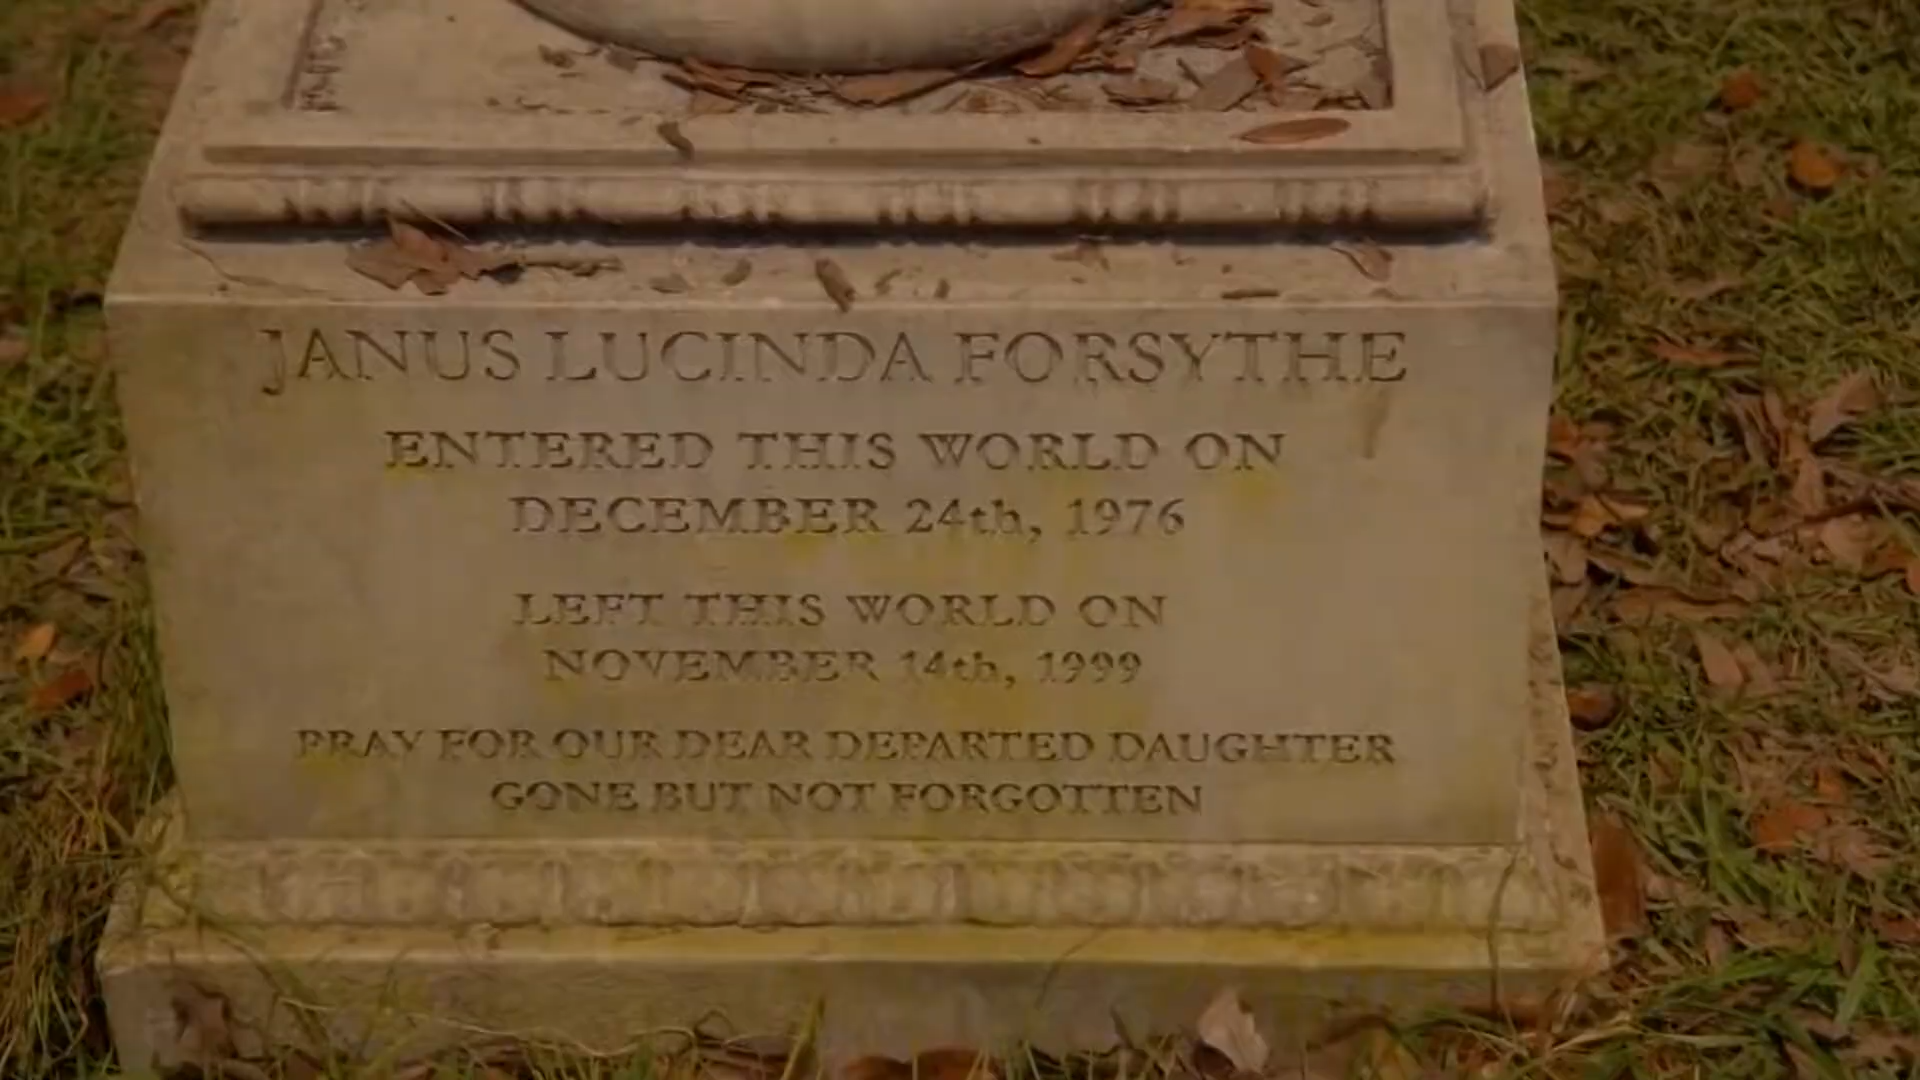 JANUS LUCINDA FORSYTHE
ENTERED THIS WORLD ON
DECEMBER 24th, 1976
LEFT THIS WORLD ON
NOVEMBER 14th, 1999
PRAY FOR OUR DEAR DEPARTED DAUGHTER
GONE BUT NOT FORGOTTEN